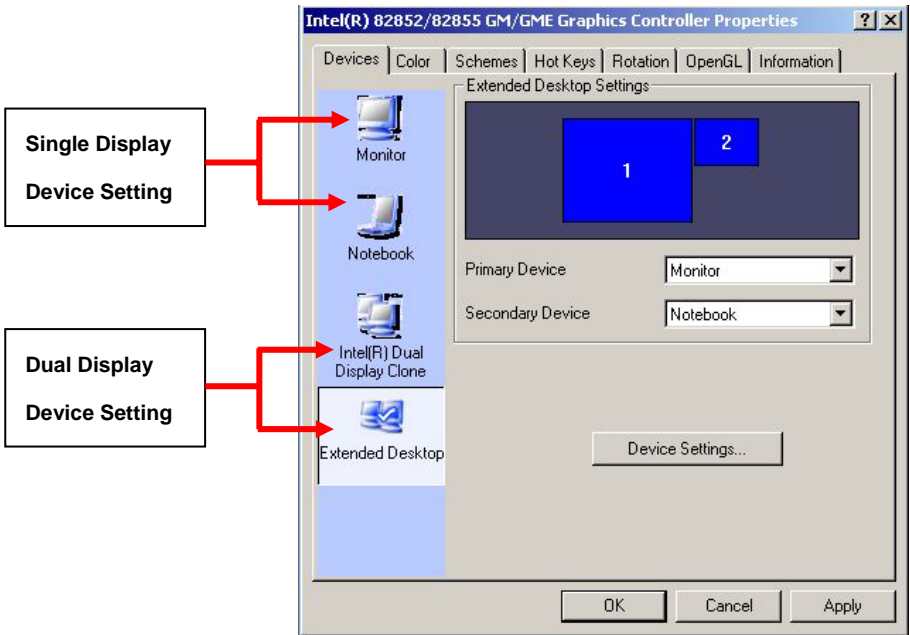 Intel(R) 82852/82855 GM/GME Graphics Controller Properties
Devices Color Schemes Hot Keys Rotation OpenGL Information
Single Display
Device Setting
Monitor
Notebook
Dual Display
Device Setting
Intel(R) Dual
Display Clone
Extended Desktop
Extended Desktop Settings
1
2
Primary Device Monitor
Secondary Device Notebook
Device Settings...
OK Cancel Apply